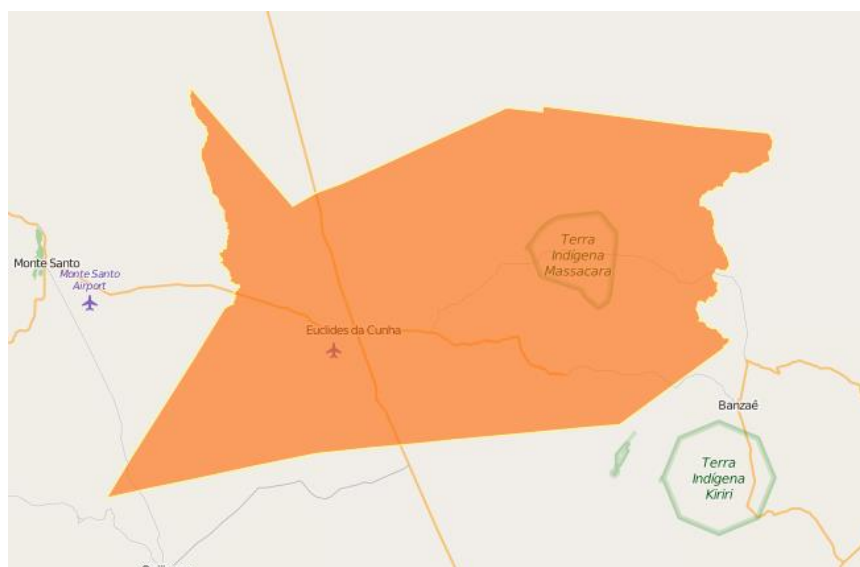 Terra
Indígena
Massacara
Monte Santo
Monte Santo
Airport
Euclides da Cunha
Banzaê
Terra
Indígena
Kiriri